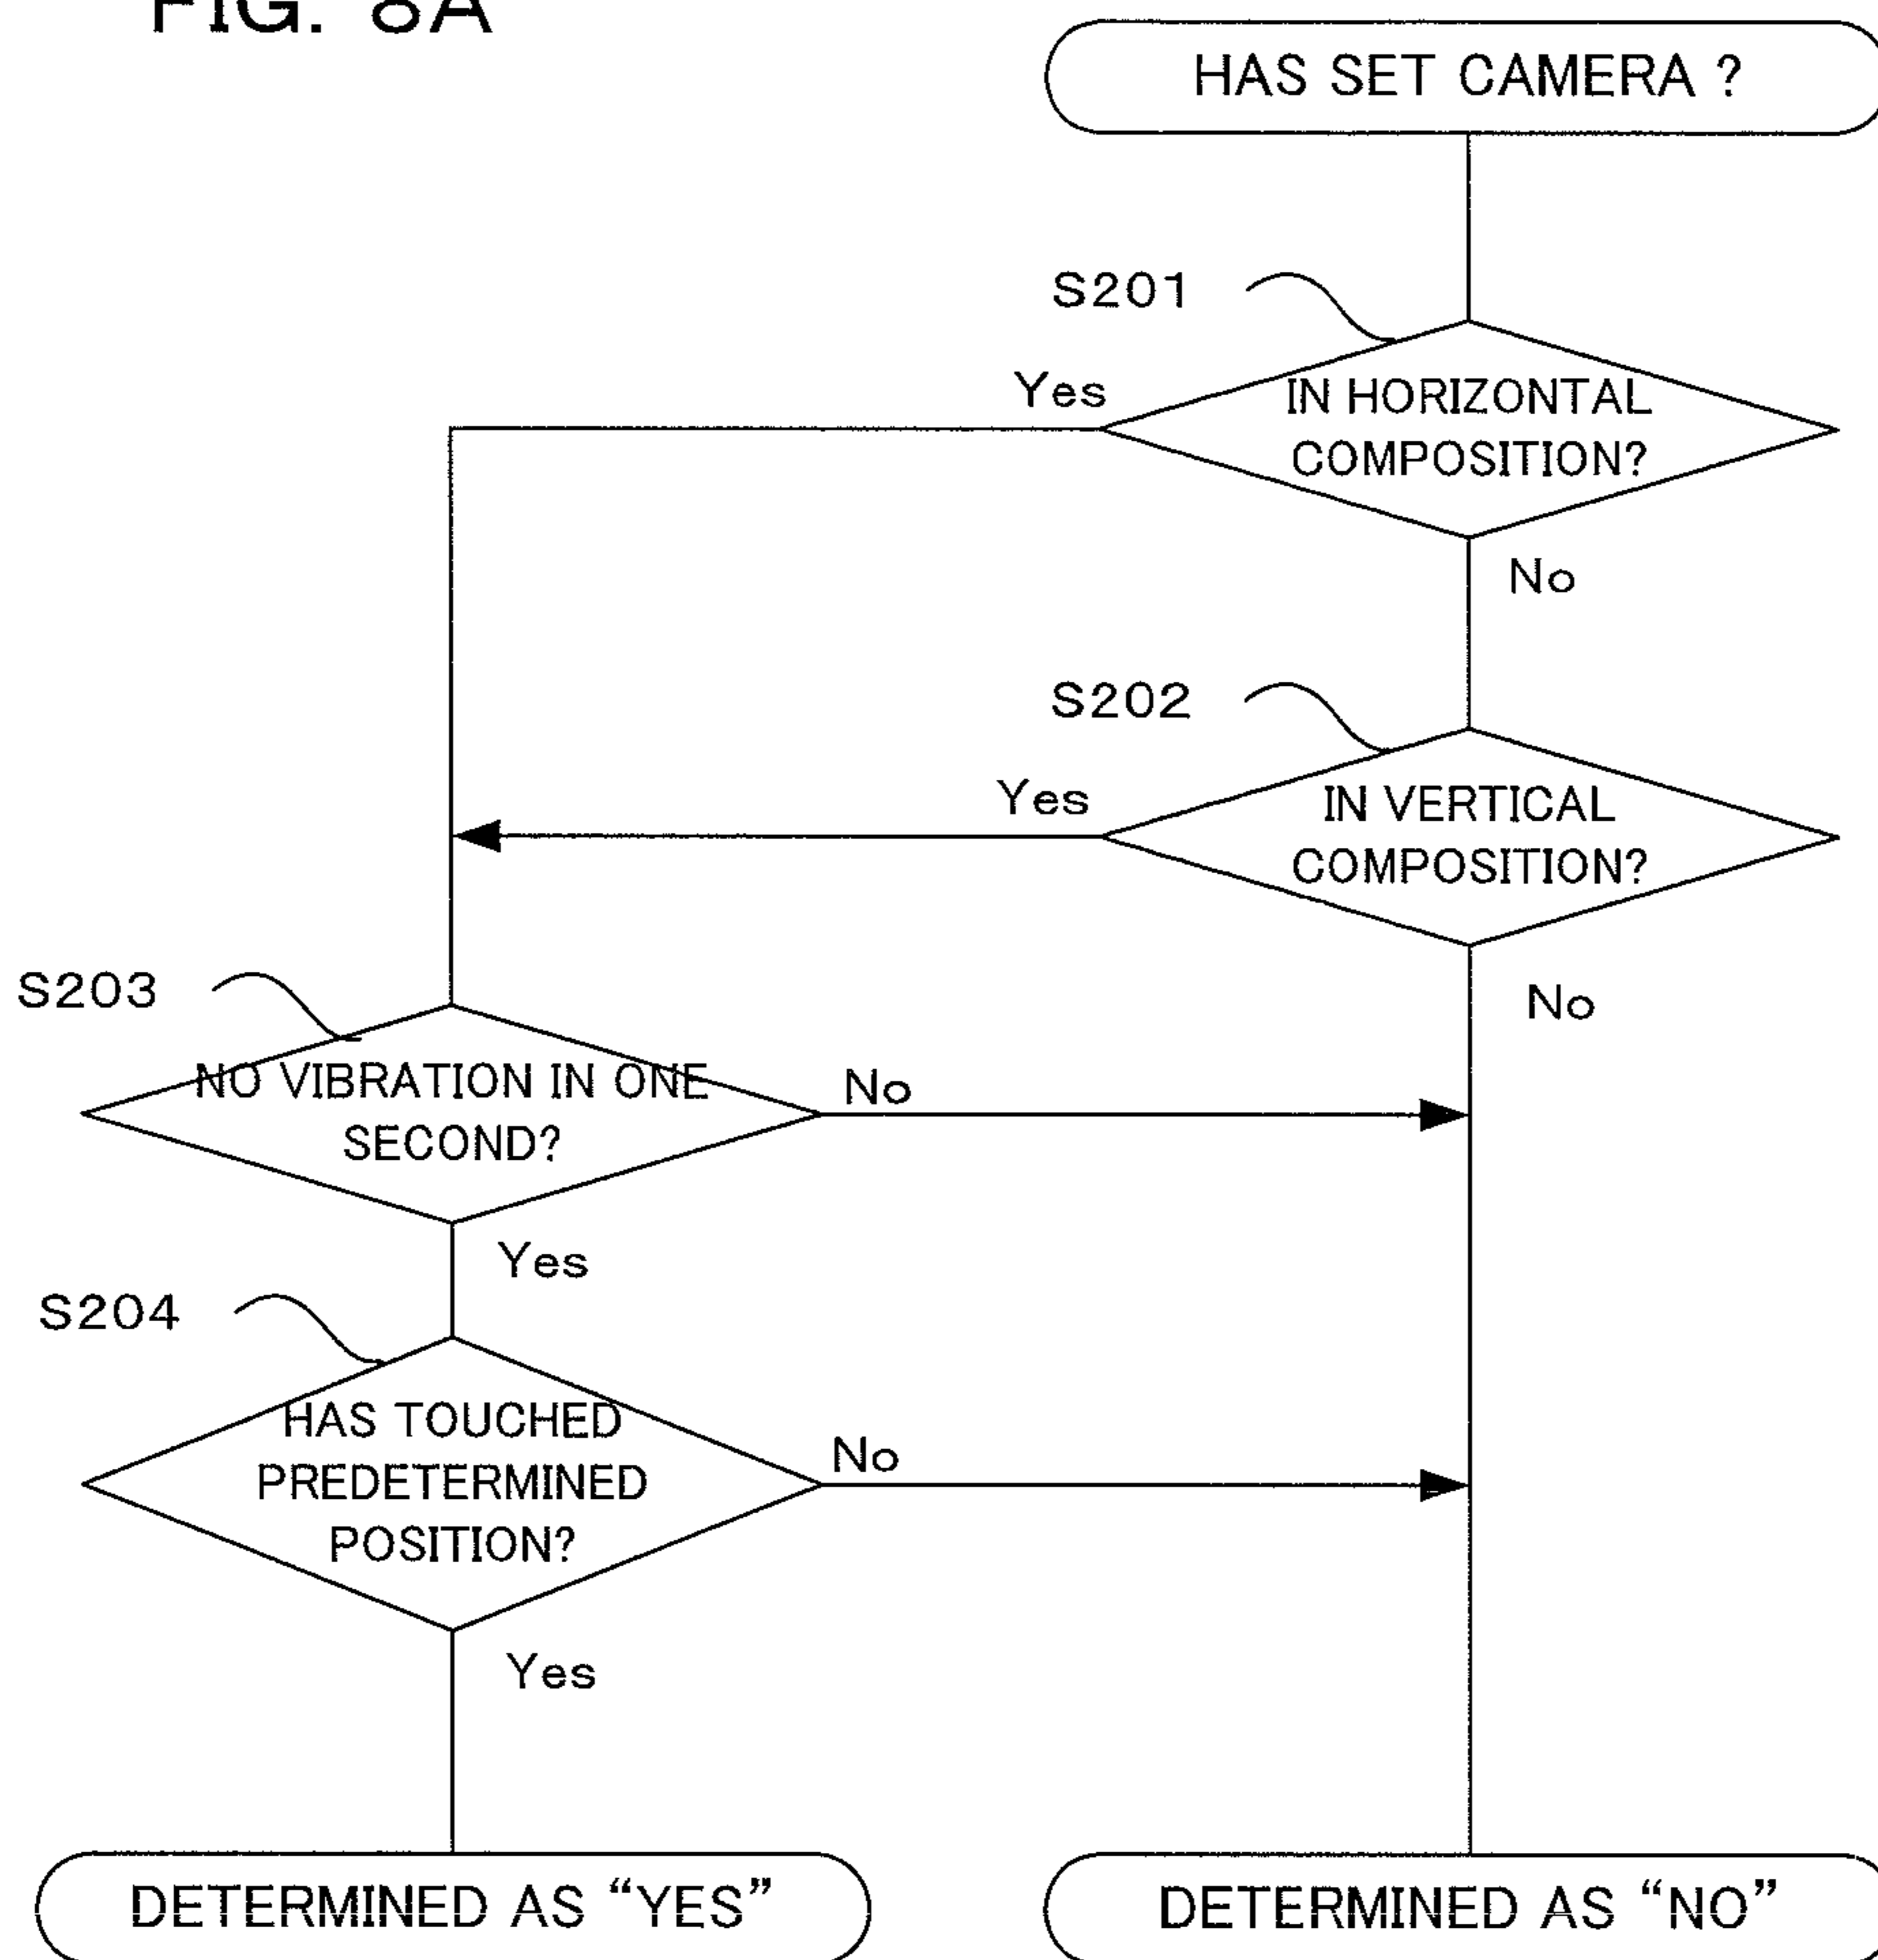 FIG. 8A
HAS SET CAMERA ?
S201
Yes
IN HORIZONTAL
COMPOSITION?
No
S202
Yes
IN VERTICAL
COMPOSITION?
No
S203
NO VIBRATION IN ONE
SECOND?
No
Yes
S204
HAS TOUCHED
PREDETERMINED
POSITION?
No
Yes
DETERMINED AS “YES”
DETERMINED AS “NO”